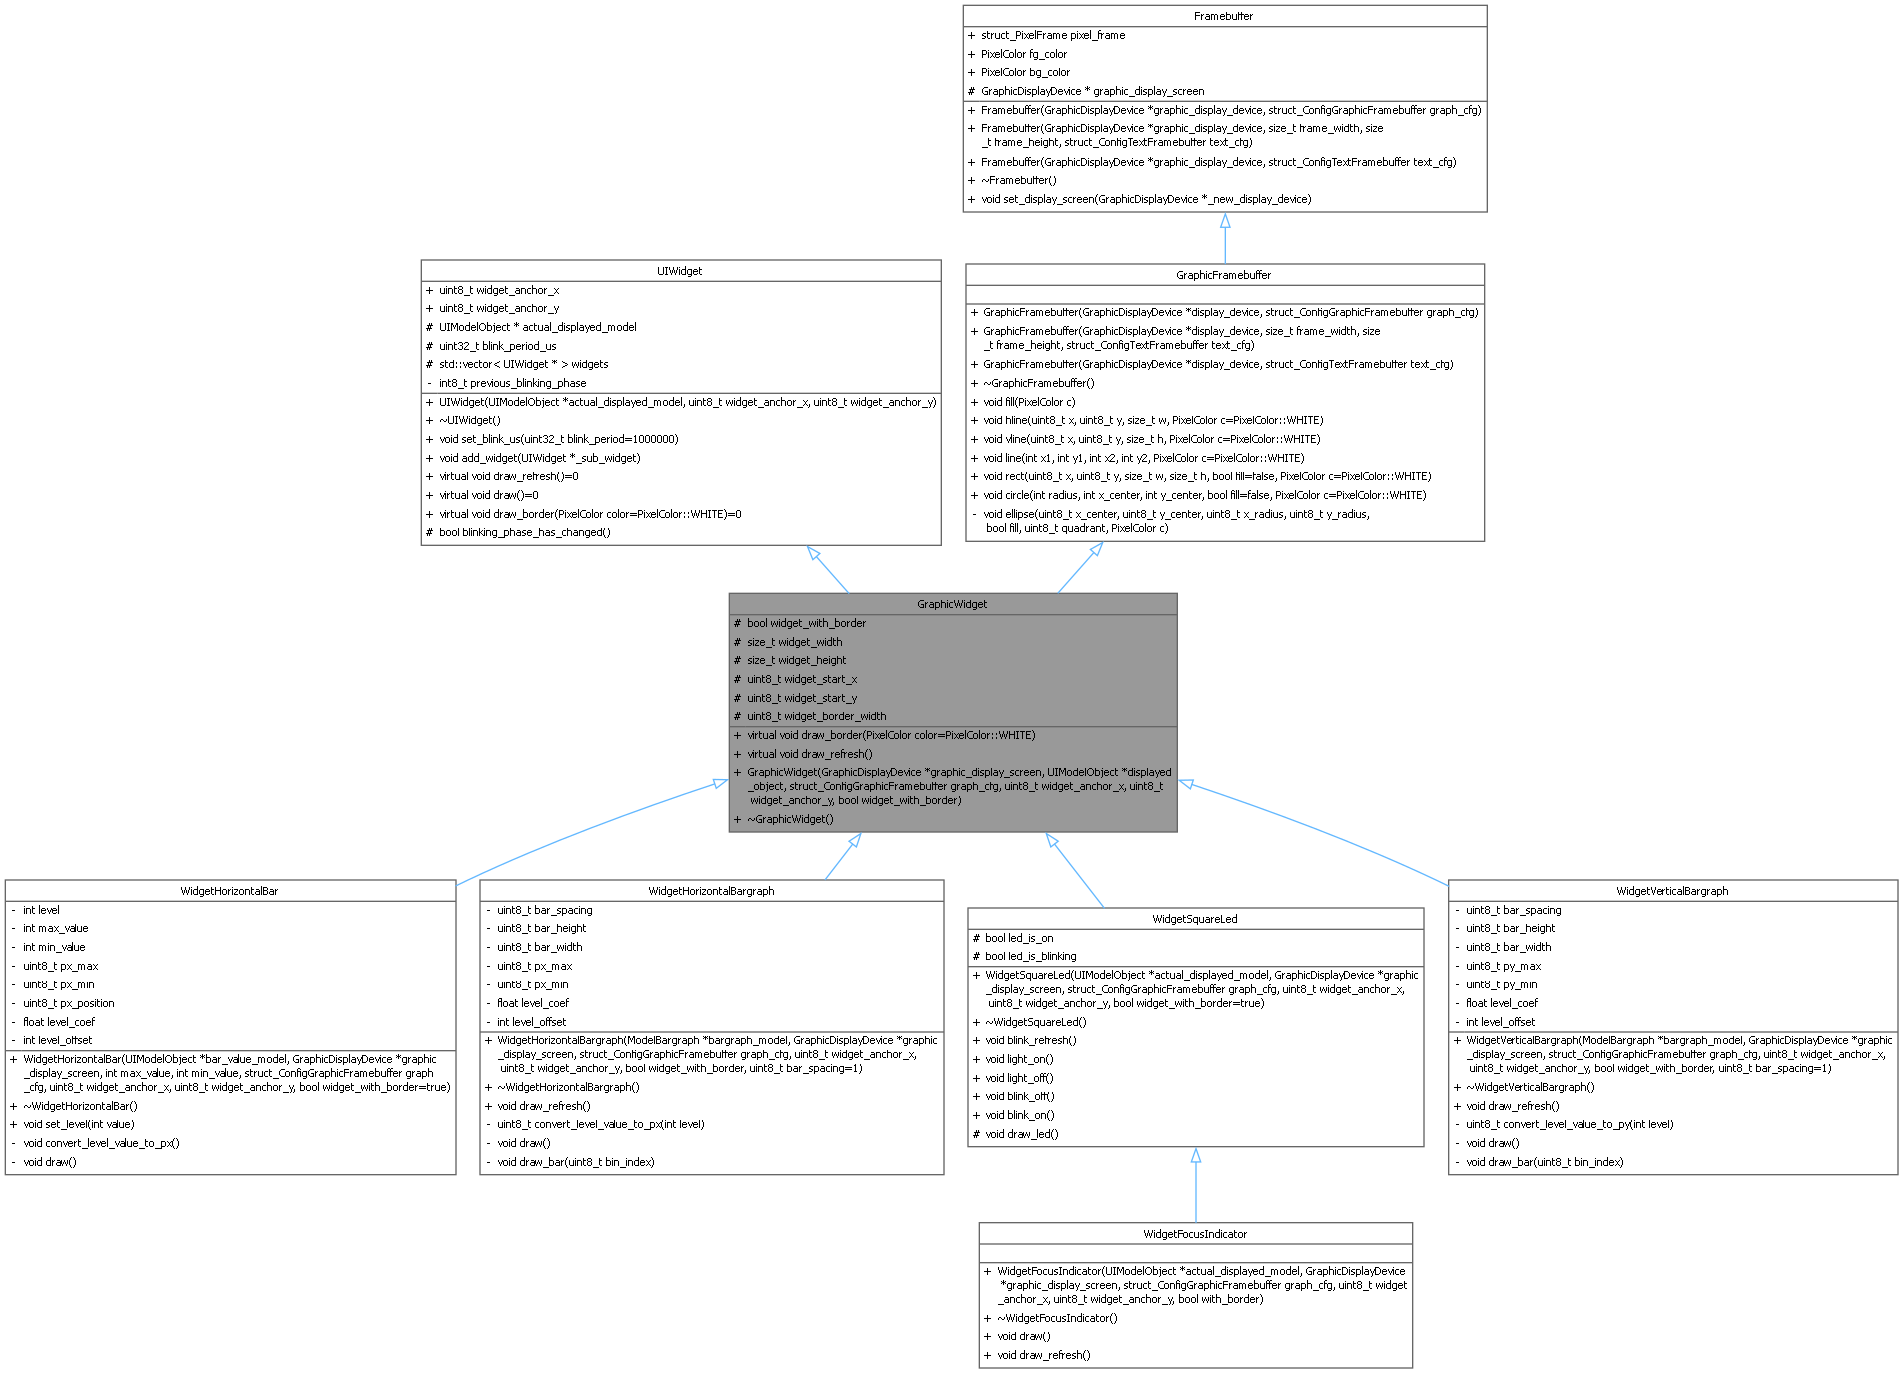 Framebuffer
+ struct_PixelFrame pixel_frame
+ PixelColor fg_color
+ PixelColor bg_color
# GraphicDisplayDevice * graphic_display_screen
+ Framebuffer(GraphicDisplayDevice *graphic_display_device, struct_ConfigGraphicFramebuffer graph_cfg)
+ Framebuffer(GraphicDisplayDevice *graphic_display_device, size_t frame_width, size
_t frame_height, struct_ConfigTextFramebuffer text_cfg)
+ Framebuffer(GraphicDisplayDevice *graphic_display_device, struct_ConfigTextFramebuffer text_cfg)
+ ~Framebuffer()
+ void set_display_screen(GraphicDisplayDevice *_new_display_device)
UIWidget
+ uint8_t widget_anchor_x
+ uint8_t widget_anchor_y
# UIModelObject * actual_displayed_model
# uint32_t blink_period_us
# std::vector< UIWidget * > widgets
- int8_t previous_blinking_phase
+ UIWidget(UIModelObject *actual_displayed_model, uint8_t widget_anchor_x, uint8_t widget_anchor_y)
+ ~UIWidget()
+ void set_blink_us(uint32_t blink_period=1000000)
+ void add_widget(UIWidget *_sub_widget)
+ virtual void draw_refresh()=0
+ virtual void draw()=0
+ virtual void draw_border(PixelColor color=PixelColor::WHITE)=0
# bool blinking_phase_has_changed()
GraphicFramebuffer
+ GraphicFramebuffer(GraphicDisplayDevice *display_device, struct_ConfigGraphicFramebuffer graph_cfg)
+ GraphicFramebuffer(GraphicDisplayDevice *display_device, size_t frame_width, size
_t frame_height, struct_ConfigTextFramebuffer text_cfg)
+ GraphicFramebuffer(GraphicDisplayDevice *display_device, struct_ConfigTextFramebuffer text_cfg)
+ ~GraphicFramebuffer()
+ void fill(PixelColor c)
+ void hline(uint8_t x, uint8_t y, size_t w, PixelColor c=PixelColor::WHITE)
+ void vline(uint8_t x, uint8_t y, size_t h, PixelColor c=PixelColor::WHITE)
+ void line(int x1, int y1, int x2, int y2, PixelColor c=PixelColor::WHITE)
+ void rect(uint8_t x, uint8_t y, size_t w, size_t h, bool fill=false, PixelColor c=PixelColor::WHITE)
+ void circle(int radius, int x_center, int y_center, bool fill=false, PixelColor c=PixelColor::WHITE)
- void ellipse(uint8_t x_center, uint8_t y_center, uint8_t x_radius, uint8_t y_radius,
bool fill, uint8_t quadrant, PixelColor c)
GraphicWidget
# bool widget_with_border
# size_t widget_width
# size_t widget_height
# uint8_t widget_start_x
# uint8_t widget_start_y
# uint8_t widget_border_width
+ virtual void draw_border(PixelColor color=PixelColor::WHITE)
+ virtual void draw_refresh()
+ GraphicWidget(GraphicDisplayDevice *graphic_display_screen, UIModelObject *displayed
_object, struct_ConfigGraphicFramebuffer graph_cfg, uint8_t widget_anchor_x, uint8_t
widget_anchor_y, bool widget_with_border)
+ ~GraphicWidget()
WidgetHorizontalBar
- int level
- int max_value
- int min_value
- uint8_t px_max
- uint8_t px_min
- uint8_t px_position
- float level_coef
- int level_offset
+ WidgetHorizontalBar(UIModelObject *bar_value_model, GraphicDisplayDevice *graphic
_display_screen, int max_value, int min_value, struct_ConfigGraphicFramebuffer graph
_cfg, uint8_t widget_anchor_x, uint8_t widget_anchor_y, bool widget_with_border=true)
+ ~WidgetHorizontalBar()
+ void set_level(int value)
- void convert_level_value_to_px()
- void draw()
WidgetHorizontalBargraph
- uint8_t bar_spacing
- uint8_t bar_height
- uint8_t bar_width
- uint8_t px_max
- uint8_t px_min
- float level_coef
- int level_offset
+ WidgetHorizontalBargraph(ModelBargraph *bargraph_model, GraphicDisplayDevice *graphic
_display_screen, struct_ConfigGraphicFramebuffer graph_cfg, uint8_t widget_anchor_x,
uint8_t widget_anchor_y, bool widget_with_border, uint8_t bar_spacing=1)
+ ~WidgetHorizontalBargraph()
+ void draw_refresh()
- uint8_t convert_level_value_to_px(int level)
- void draw()
- void draw_bar(uint8_t bin_index)
WidgetSquareLed
# bool led_is_on
# bool led_is_blinking
+ WidgetSquareLed(UIModelObject *actual_displayed_model, GraphicDisplayDevice *graphic
_display_screen, struct_ConfigGraphicFramebuffer graph_cfg, uint8_t widget_anchor_x,
uint8_t widget_anchor_y, bool widget_with_border=true)
+ ~WidgetSquareLed()
+ void blink_refresh()
+ void light_on()
+ void light_off()
+ void blink_off()
+ void blink_on()
# void draw_led()
WidgetVerticalBargraph
- uint8_t bar_spacing
- uint8_t bar_height
- uint8_t bar_width
- uint8_t py_max
- uint8_t py_min
- float level_coef
- int level_offset
+ WidgetVerticalBargraph(ModelBargraph *bargraph_model, GraphicDisplayDevice *graphic
_display_screen, struct_ConfigGraphicFramebuffer graph_cfg, uint8_t widget_anchor_x,
uint8_t widget_anchor_y, bool widget_with_border, uint8_t bar_spacing=1)
+ ~WidgetVerticalBargraph()
+ void draw_refresh()
- uint8_t convert_level_value_to_py(int level)
- void draw()
- void draw_bar(uint8_t bin_index)
WidgetFocusIndicator
+ WidgetFocusIndicator(UIModelObject *actual_displayed_model, GraphicDisplayDevice
*graphic_display_screen, struct_ConfigGraphicFramebuffer graph_cfg, uint8_t widget
_anchor_x, uint8_t widget_anchor_y, bool with_border)
+ ~WidgetFocusIndicator()
+ void draw()
+ void draw_refresh()